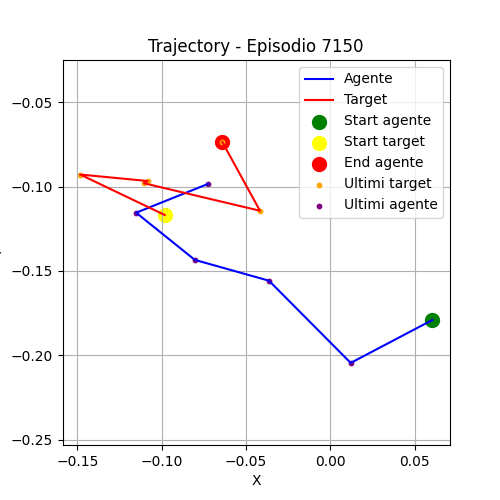 Trajectory - Episodio 7150
Agente
Target
Start agente
Start target
End agente
Ultimi target
Ultimi agente
−0.05
−0.10
−0.15
−0.20
−0.25
−0.15
−0.10
−0.05
0.00
0.05
X